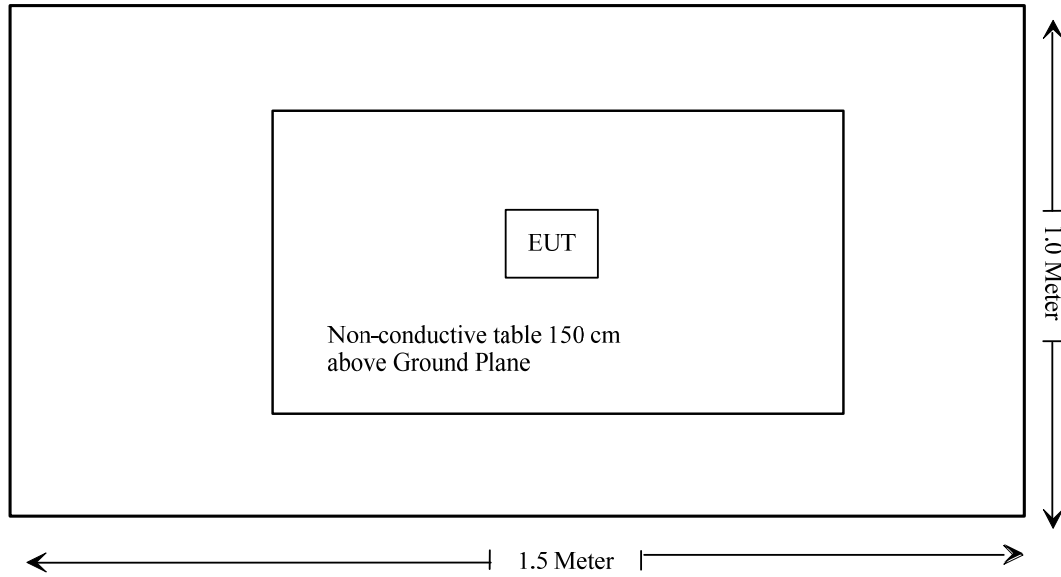 EUT
Non-conductive table 150 cm
above Ground Plane
1.0 Meter
1.5 Meter